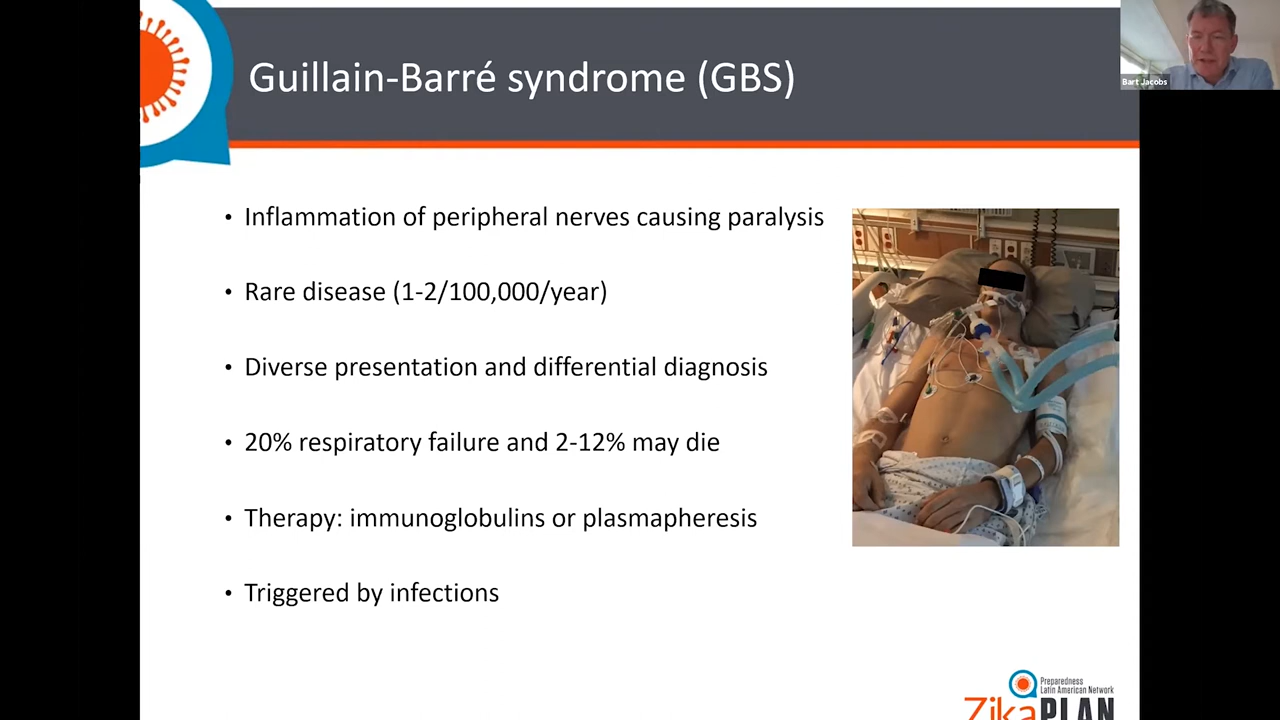 Guillain-Barré syndrome (GBS)
Bart Jacobs
• Inflammation of peripheral nerves causing paralysis
• Rare disease (1-2/100,000/year)
• Diverse presentation and differential diagnosis
• 20% respiratory failure and 2-12% may die
• Therapy: immunoglobulins or plasmapheresis
• Triggered by infections
Preparedness
Latin American Network
ZikaPLAN